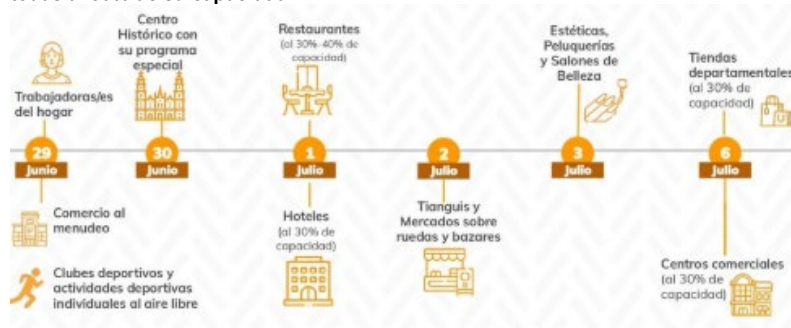 Trabajadoras/es
del hogar
Centro
Histórico con
su programa
especial
Restaurantes
(al 30%-40% de
capacidad)
Estéticas,
Peluquerías
y Salones de
Belleza
Tiendas
departamentales
(al 30% de
capacidad)
29
Junio
30
Junio
1
Julio
2
Julio
3
Julio
6
Julio
Comercio al
menudeo
Clubes deportivos y
actividades deportivas
individuales al aire libre
Hoteles
(al 30% de
capacidad)
Tianguis y
Mercados sobre
ruedas y bazares
Centros comerciales
(al 30% de
capacidad)